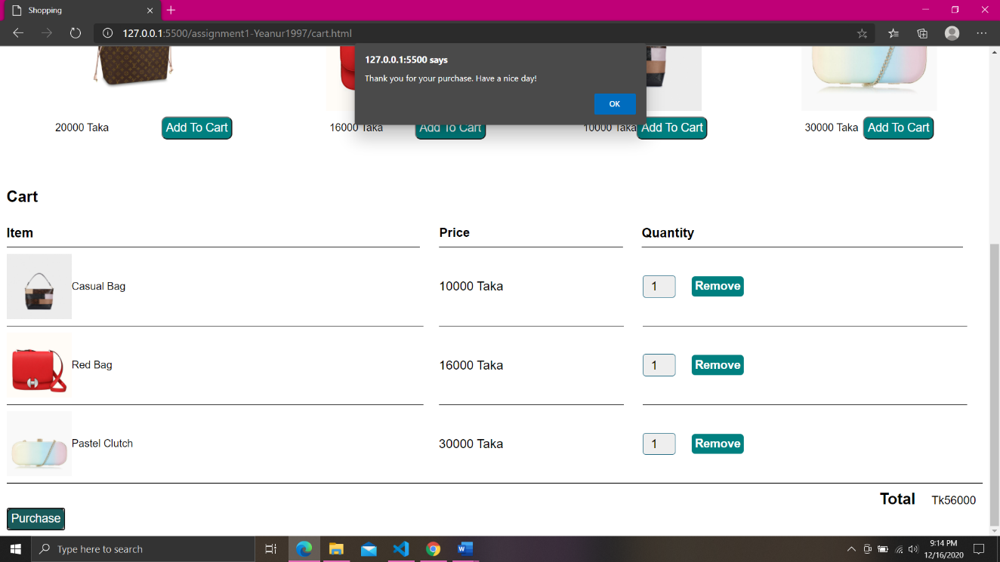 Shopping
127.0.0.1:5500/assignment1-Yeanur1997/cart.html
127.0.0.1:5500 says
Thank you for your purchase. Have a nice day!
OK
20000 Taka Add To Cart 16000 Taka Add To Cart 10000 Taka Add To Cart 30000 Taka Add To Cart
Cart
Item Price Quantity
Casual Bag 10000 Taka 1 Remove
Red Bag 16000 Taka 1 Remove
Pastel Clutch 30000 Taka 1 Remove
Total Tk56000
Purchase
Type here to search
9:14 PM
12/16/2020